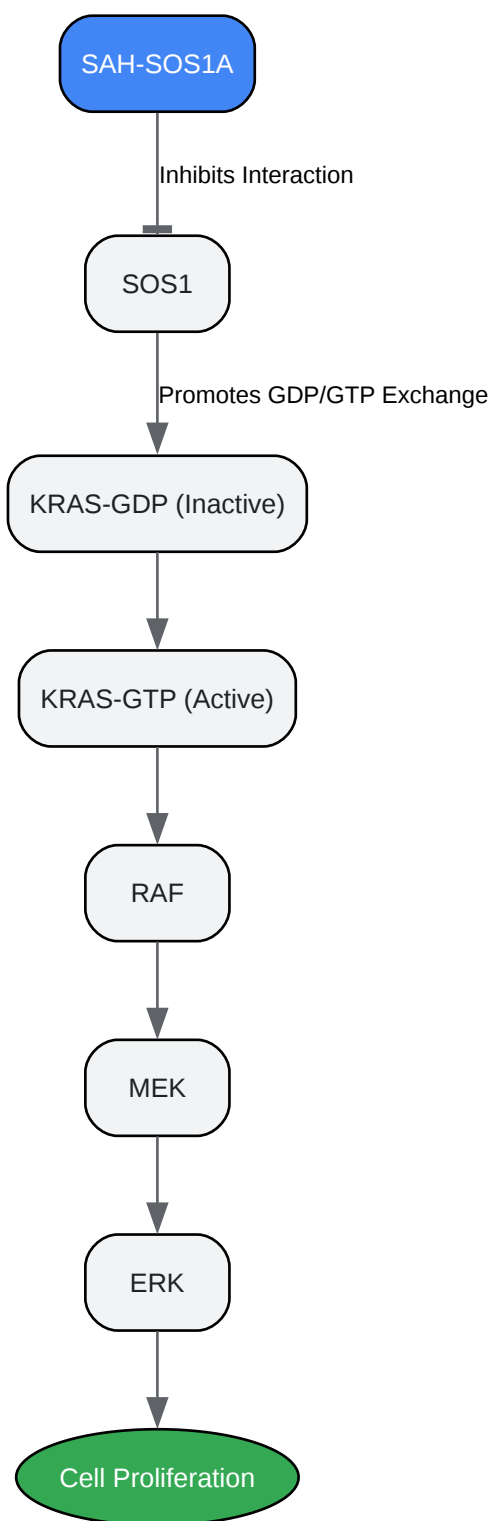 SAH-SOS1A
Inhibits Interaction
SOS1
Promotes GDP/GTP Exchange
KRAS-GDP (Inactive)
KRAS-GTP (Active)
RAF
MEK
ERK
Cell Proliferation